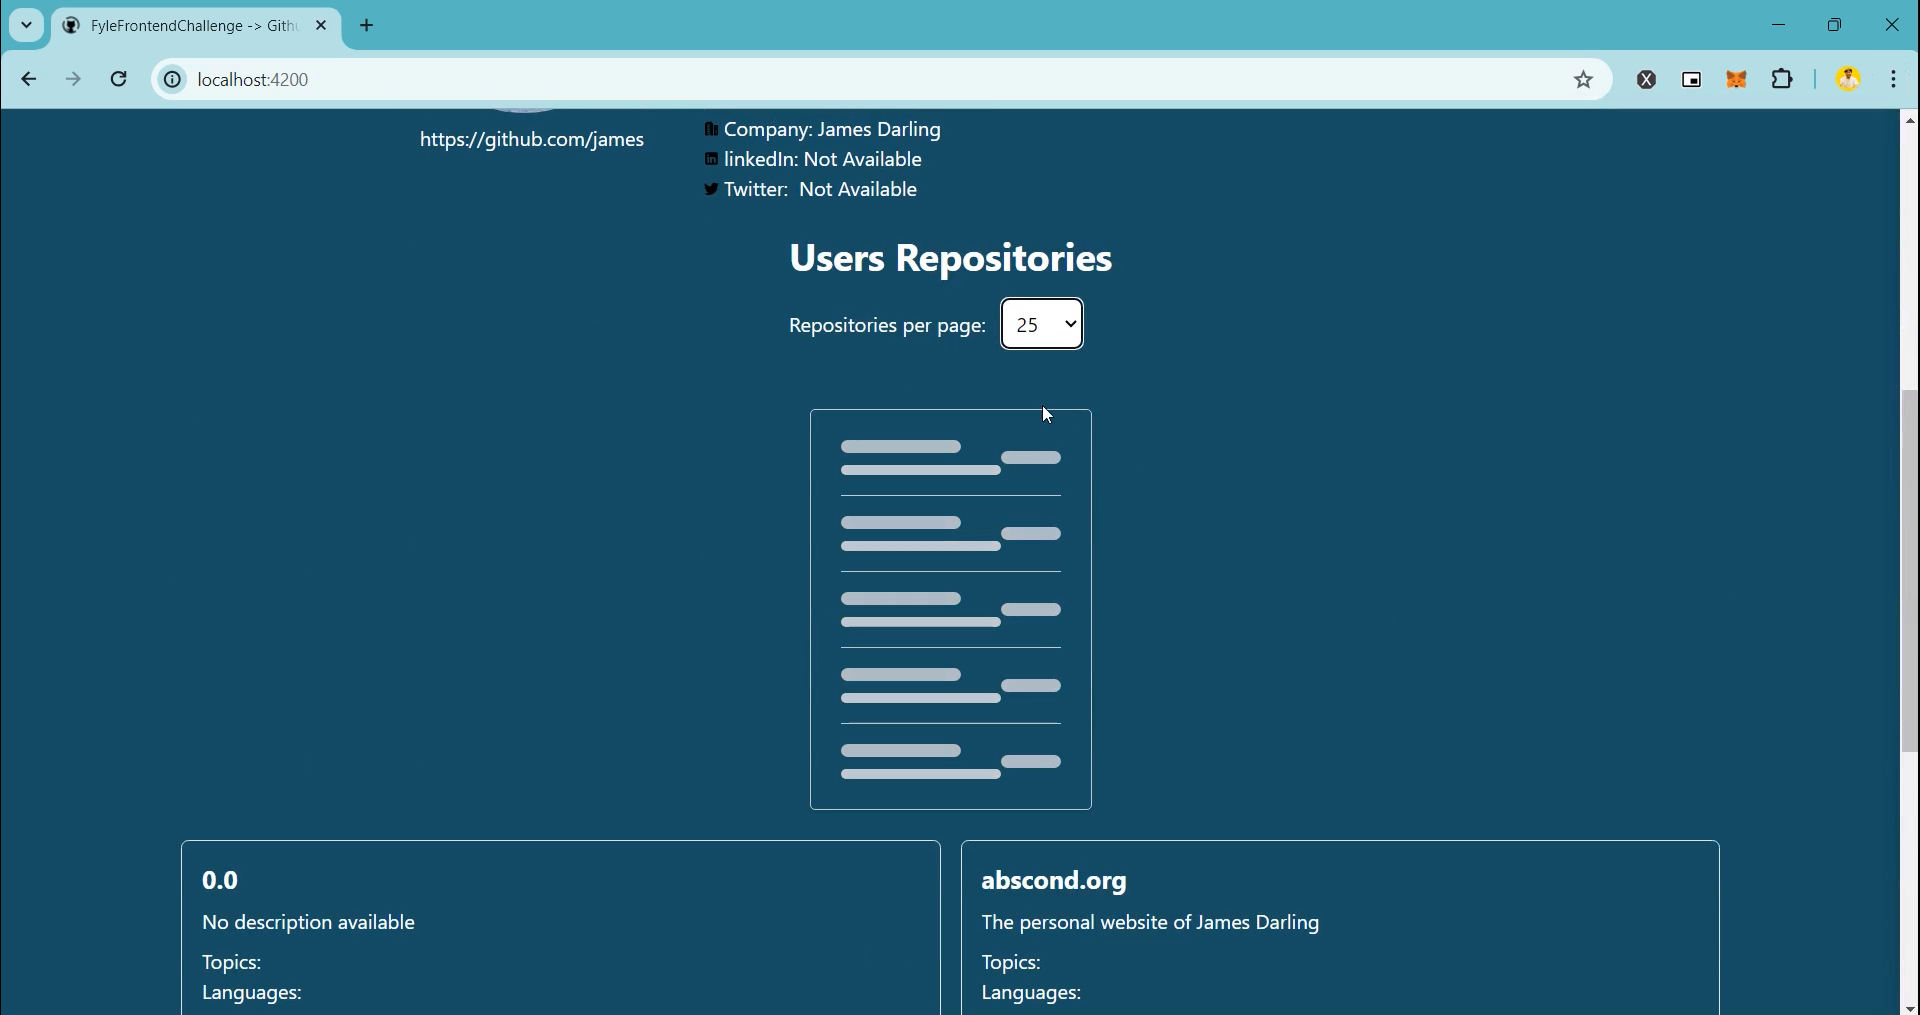 FyleFrontendChallenge -> Gith
localhost:4200
https://github.com/james
Company: James Darling
linkedIn: Not Available
Twitter: Not Available
Users Repositories
Repositories per page: 25
0.0
No description available
Topics:
Languages:
abscond.org
The personal website of James Darling
Topics:
Languages: